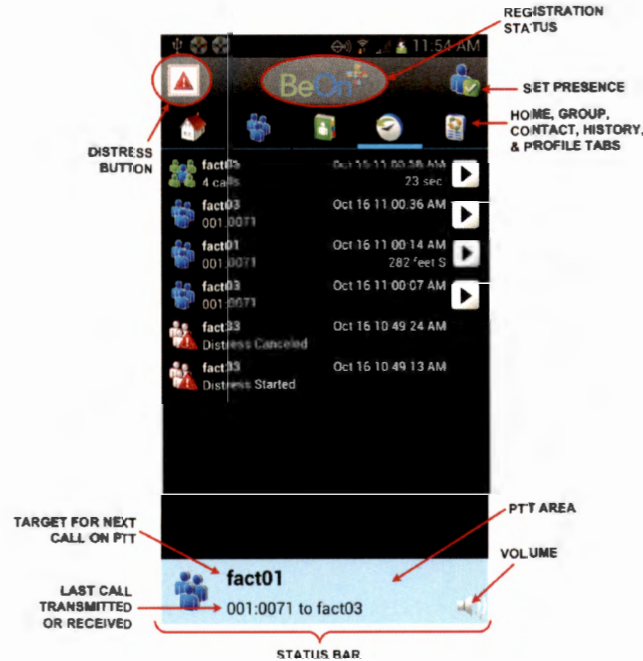 REGISTRATION
STATUS
11:54 AM
BeOn
SET PRESENCE
HOME, GROUP,
CONTACT, HISTORY,
& PROFILE TABS
DISTRESS
BUTTON
4 calls
23 sec
fact03 Oct 16 11:00:36 AM
001:0071
fact01 Oct 16 11:00:14 AM
001:0071 282 feet S
fact03 Oct 16 11:00:07 AM
001:0071
fact33 Oct 16 10:49:24 AM
Distress Canceled
fact33 Oct 16 10:49:13 AM
Distress Started
TARGET FOR NEXT
CALL ON PTT
PTT AREA
VOLUME
fact01
LAST CALL
TRANSMITTED
OR RECEIVED
001:0071 to fact03
STATUS BAR